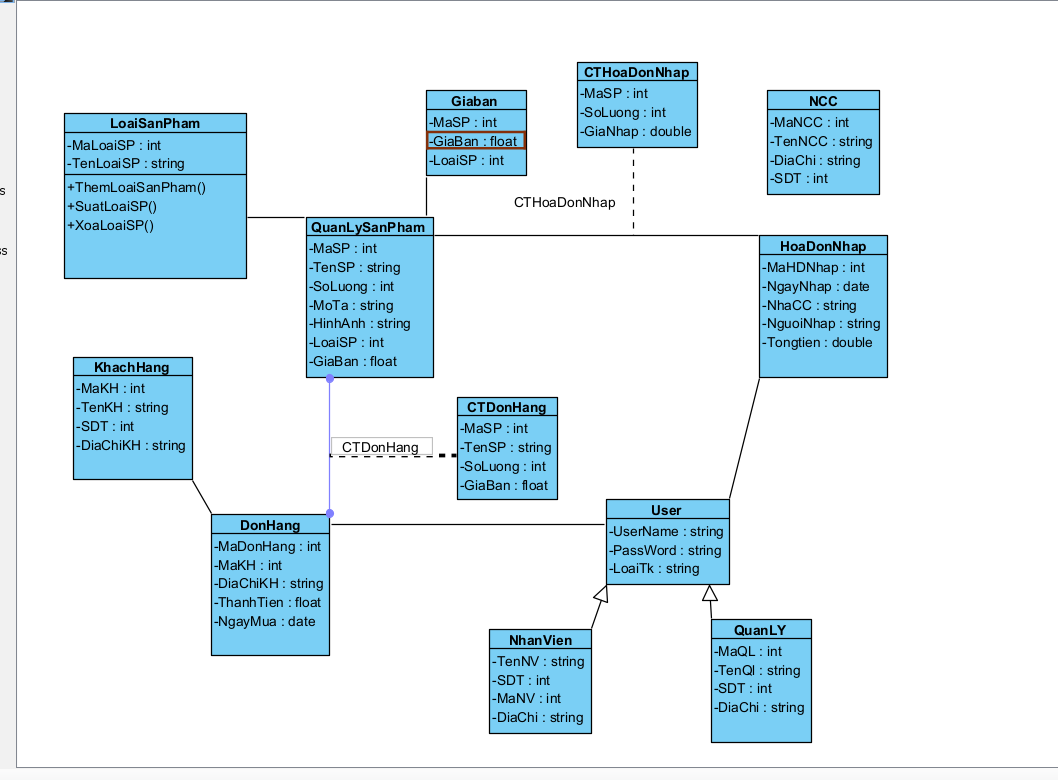 s
ss
LoaiSanPham
-MaLoaiSP : int
-TenLoaiSP : string
+ThemLoaiSanPham()
+SuatLoaiSP()
+XoaLoaiSP()
Giaban
-MaSP : int
-GiaBan : float
-LoaiSP : int
CTHoaDonNhap
-MaSP : int
-SoLuong : int
-GiaNhap : double
NCC
-MaNCC : int
-TenNCC : string
-DiaChi : string
-SDT : int
CTHoaDonNhap
QuanLySanPham
-MaSP : int
-TenSP : string
-SoLuong : int
-MoTa : string
-HinhAnh : string
-LoaiSP : int
-GiaBan : float
HoaDonNhap
-MaHDNhap : int
-NgayNhap : date
-NhaCC : string
-NguoiNhap : string
-Tongtien : double
KhachHang
-MaKH : int
-TenKH : string
-SDT : int
-DiaChiKH : string
CTDonHang
CTDonHang
-MaSP : int
-TenSP : string
-SoLuong : int
-GiaBan : float
DonHang
-MaDonHang : int
-MaKH : int
-DiaChiKH : string
-ThanhTien : float
-NgayMua : date
User
-UserName : string
-PassWord : string
-LoaiTk : string
NhanVien
-TenNV : string
-SDT : int
-MaNV : int
-DiaChi : string
QuanLY
-MaQL : int
-TenQl : string
-SDT : int
-DiaChi : string